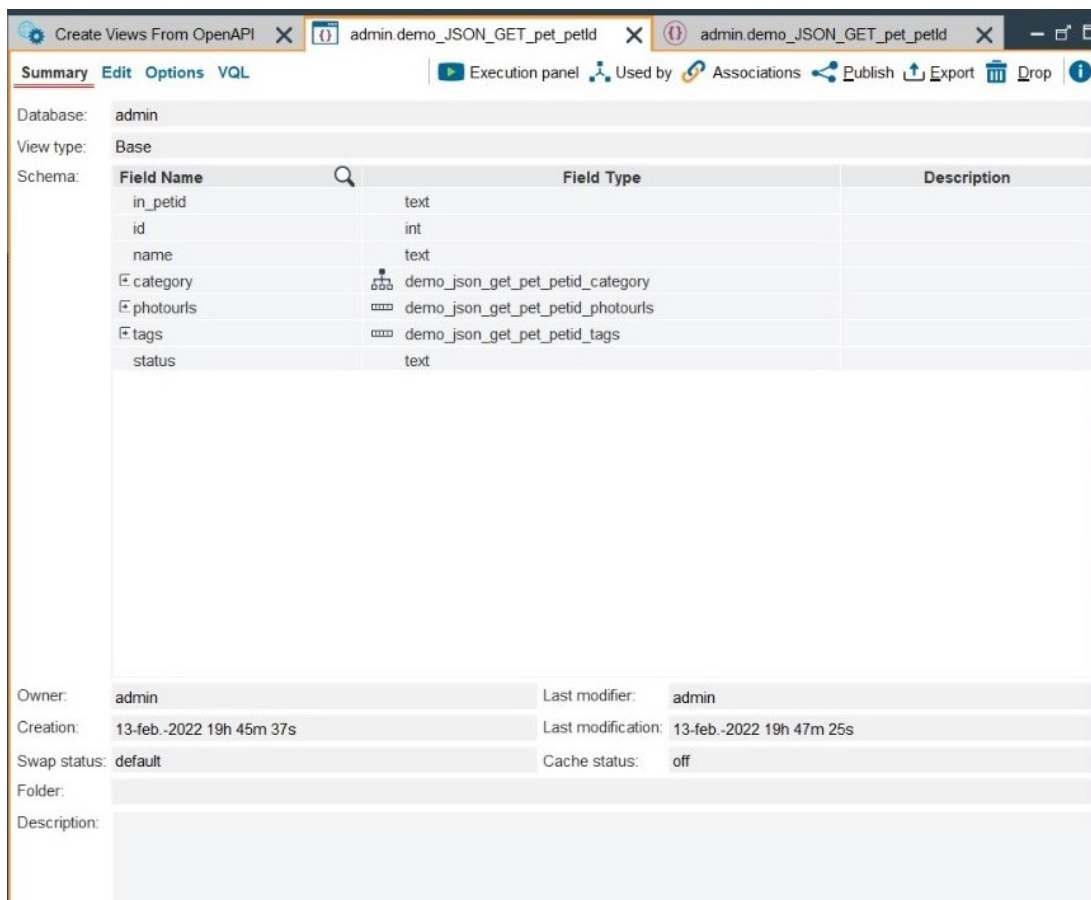 Create Views From OpenAPI admin.demo_JSON_GET_pet_petId admin.demo_JSON_GET_pet_petId
Summary Edit Options VQL Execution panel Used by Associations Publish Export Drop
Database: admin
View type: Base
Schema: Field Name Field Type Description
in_petid text
id int
name text
category demo_json_get_pet_petid_category
photourls demo_json_get_pet_petid_photourls
tags demo_json_get_pet_petid_tags
status text
Owner: admin Last modifier: admin
Creation: 13-feb.-2022 19h 45m 37s Last modification: 13-feb.-2022 19h 47m 25s
Swap status: default Cache status: off
Folder:
Description: